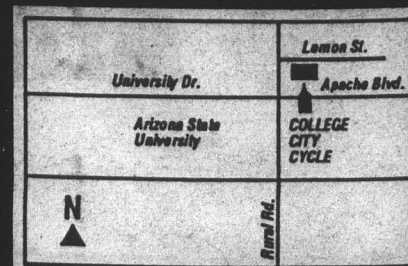 Lemon St.
University Dr.
Apache Blvd.
Arizona State
University
COLLEGE
CITY
CYCLE
N
Rural Rd.